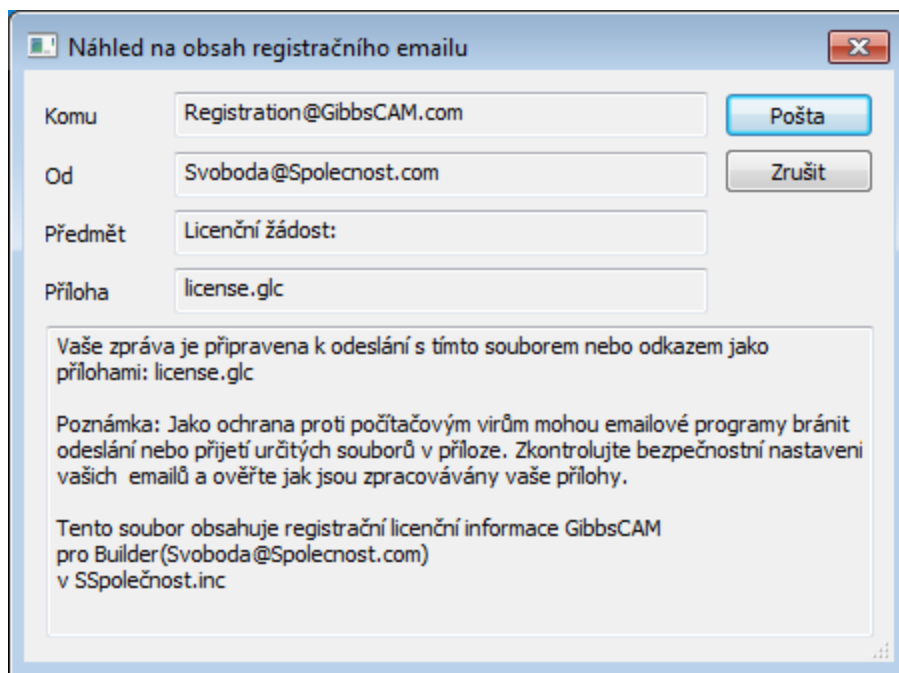 Náhled na obsah registračního emailu
Komu
Registration@GibbsCAM.com
Pošta
Od
Svoboda@Spolecnost.com
Zrušit
Předmět
Licenční žádost:
Příloha
license.glc
Vaše zpráva je připravena k odeslání s tímto souborem nebo odkazem jako
přílohami: license.glc
Poznámka: Jako ochrana proti počítačovým virům mohou emailové programy bránit
odeslání nebo přijetí určitých souborů v příloze. Zkontrolujte bezpečnostní nastaveni
vašich  emailů a ověřte jak jsou zpracovávány vaše přílohy.
Tento soubor obsahuje registrační licenční informace GibbsCAM
pro Builder(Svoboda@Spolecnost.com)
v SSpolečnost.inc